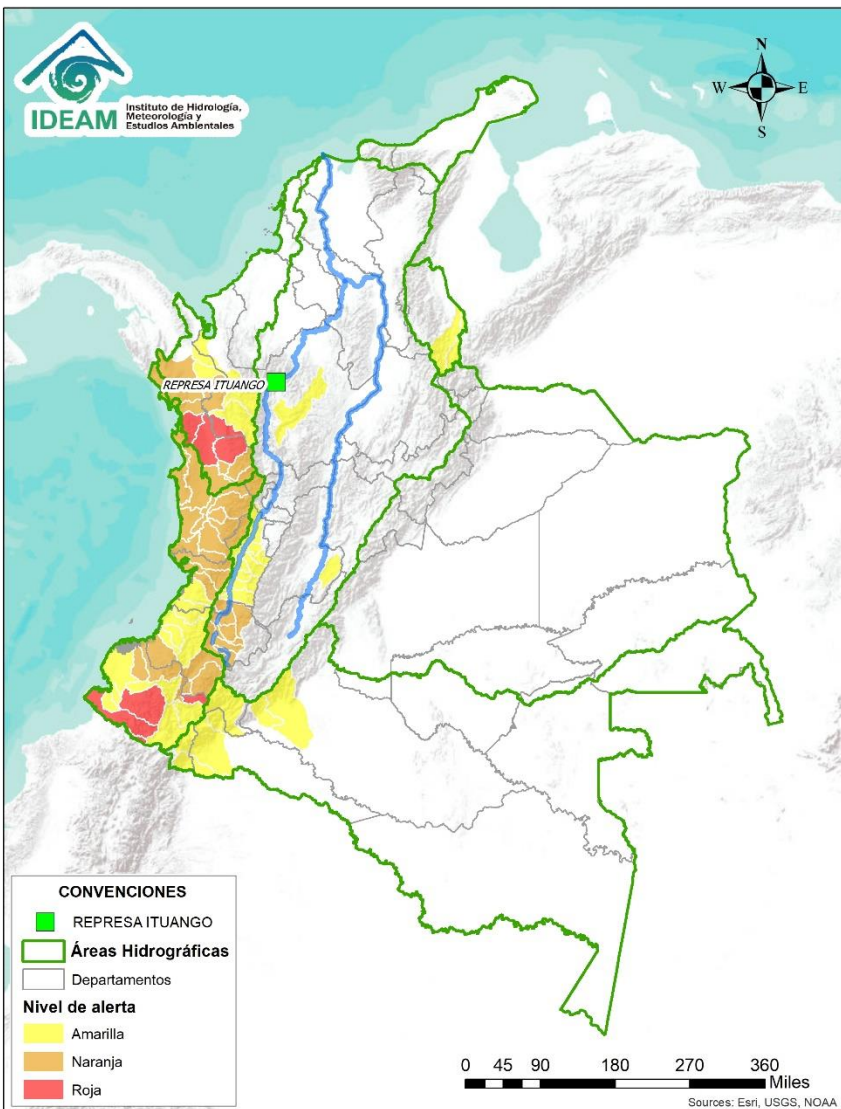 IDEAM
Instituto de Hidrología,
Meteorología y
Estudios Ambientales
N
W
E
S
REPRESA ITUANGO
CONVENCIONES
REPRESA ITUANGO
Áreas Hidrográficas
Departamentos
Nivel de alerta
Amarilla
Naranja
Roja
0 45 90 180 270 360
Miles
Sources: Esri, USGS, NOAA